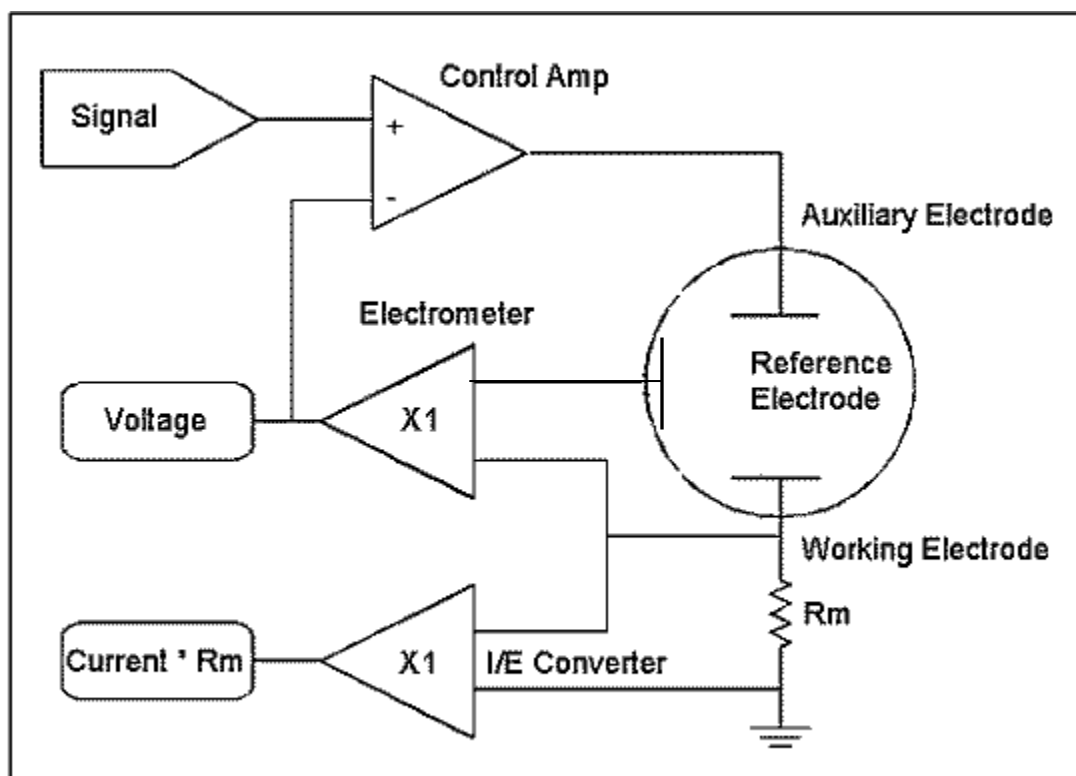 Control Amp
Signal
+
-
Auxiliary Electrode
Electrometer
Reference
Electrode
Voltage
X1
Working Electrode
Rm
Current * Rm
X1
I/E Converter